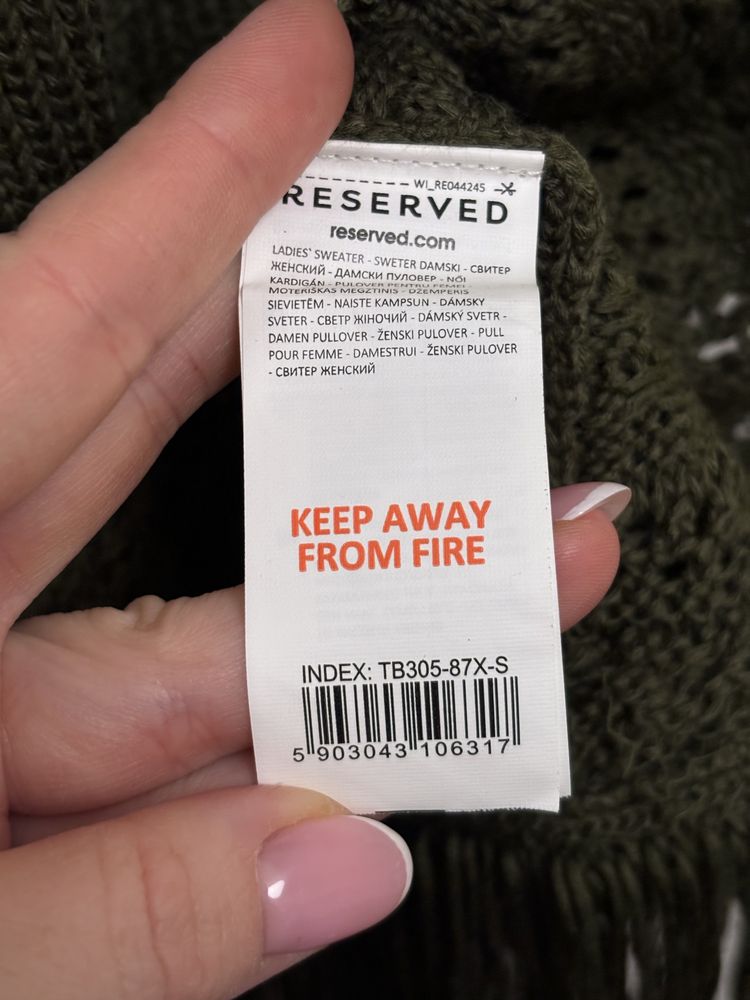 WI_RE044245
RESERVED
reserved.com
LADIES` SWEATER - SWETER DAMSKI - СВИТЕР
ЖЕНСКИЙ - ДАМСКИ ПУЛОВЕР - NŐI
KARDIGÁN - PULOVER PENTRU FEMEI -
MOTERIŠKAS MEGZTINIS - DŽEMPERIS
SIEVIETĒM - NAISTE KAMPSUN - DÁMSKY
SVETER - СВЕТР ЖІНОЧИЙ - DÁMSKÝ SVETR -
DAMEN PULLOVER - ŽENSKI PULOVER - PULL
POUR FEMME - DAMESTRUI - ŽENSKI PULOVER
- СВИТЕР ЖЕНСКИЙ
KEEP AWAY
FROM FIRE
INDEX: TB305-87X-S
5 903043 106317